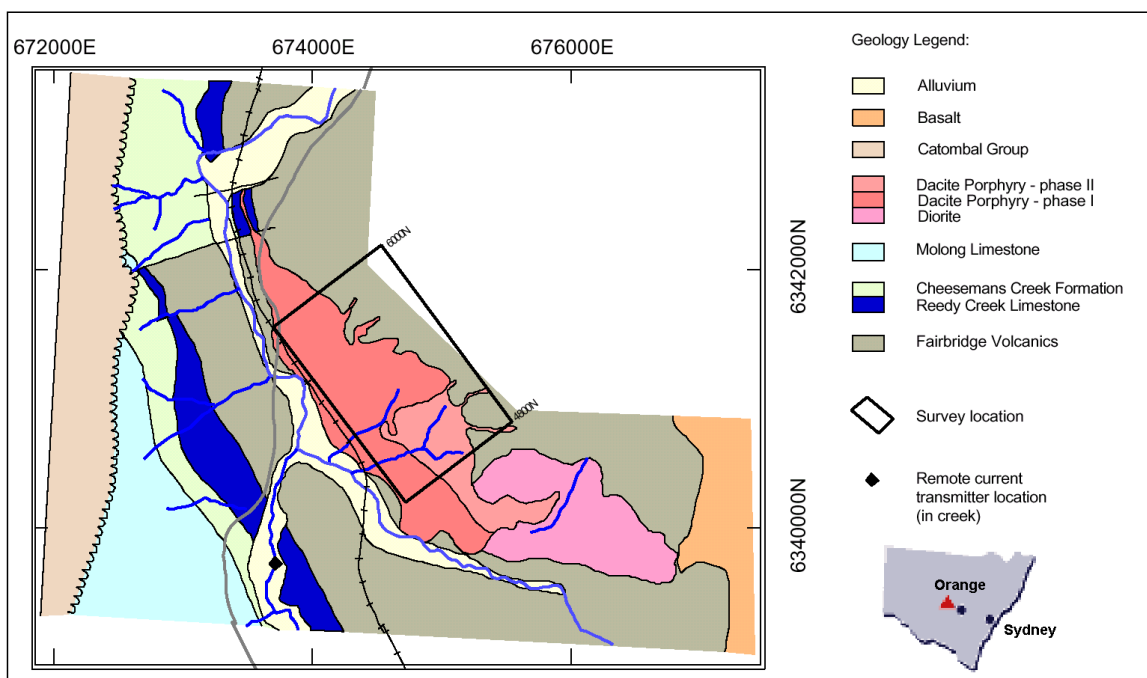 672000E
674000E
676000E
6342000N
6340000N
6000N
4800N
Geology Legend:
Alluvium
Basalt
Catombal Group
Dacite Porphyry - phase II
Dacite Porphyry - phase I
Diorite
Molong Limestone
Cheesemans Creek Formation
Reedy Creek Limestone
Fairbridge Volcanics
Survey location
Remote current
transmitter location
(in creek)
Orange
Sydney